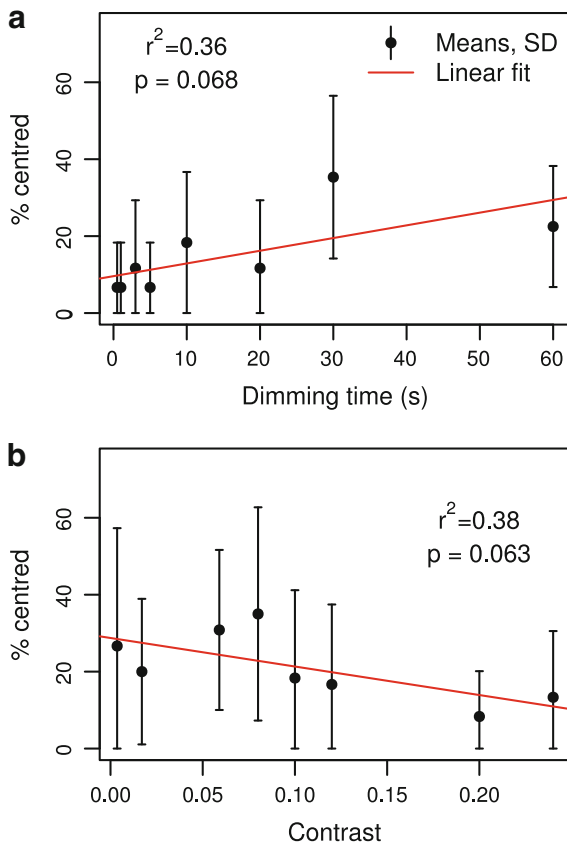 a
r²=0.36
p = 0.068
Means, SD
Linear fit
% centred
0 20 40 60
0 10 20 30 40 50 60
Dimming time (s)
b
r²=0.38
p = 0.063
% centred
0 20 40 60
0.00 0.05 0.10 0.15 0.20
Contrast